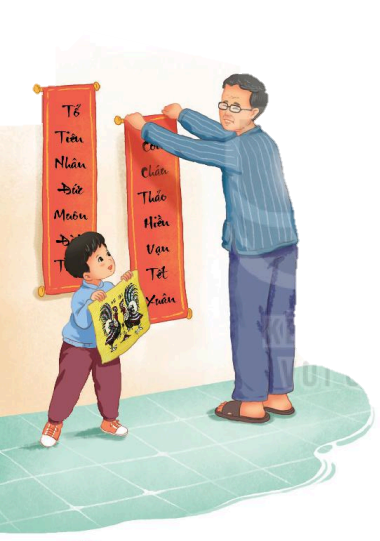 Tổ
Tiên
Nhân
Đức
Muôn
Cháu
Thảo
Hiền
Vạn
Tết
Xuân